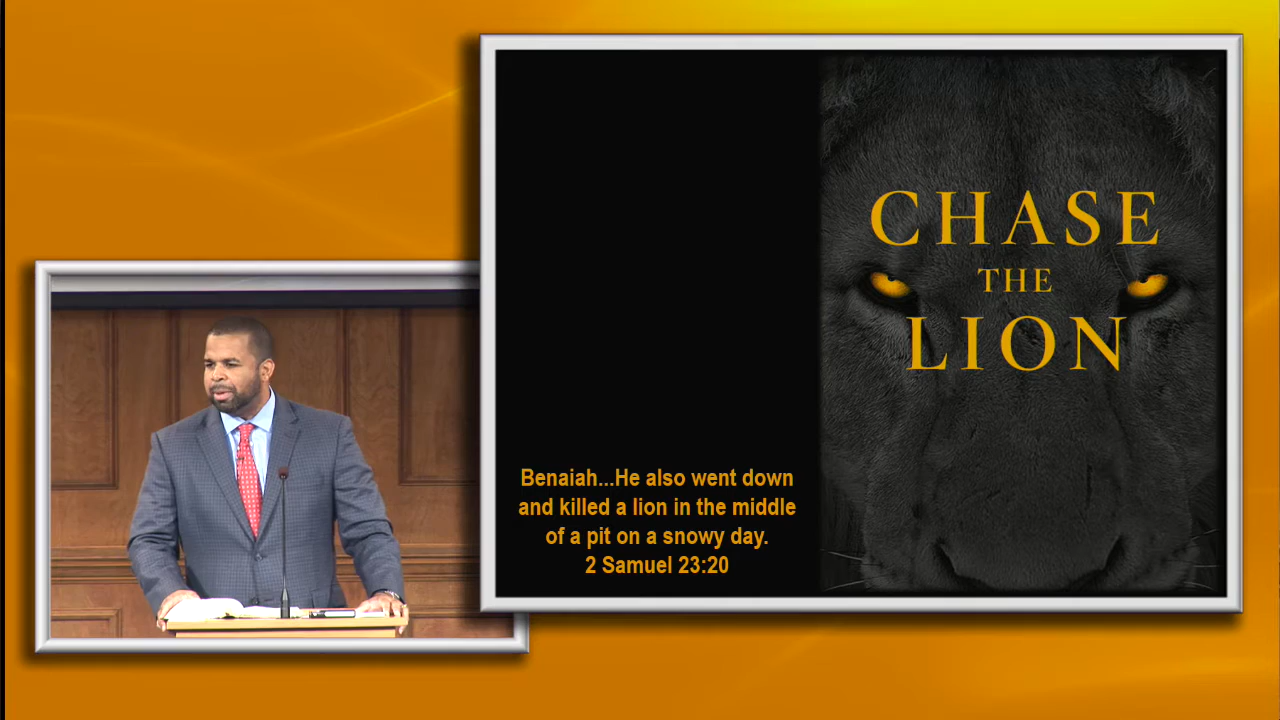 CHASE
THE
LION
Benaiah...He also went down
and killed a lion in the middle
of a pit on a snowy day.
2 Samuel 23:20